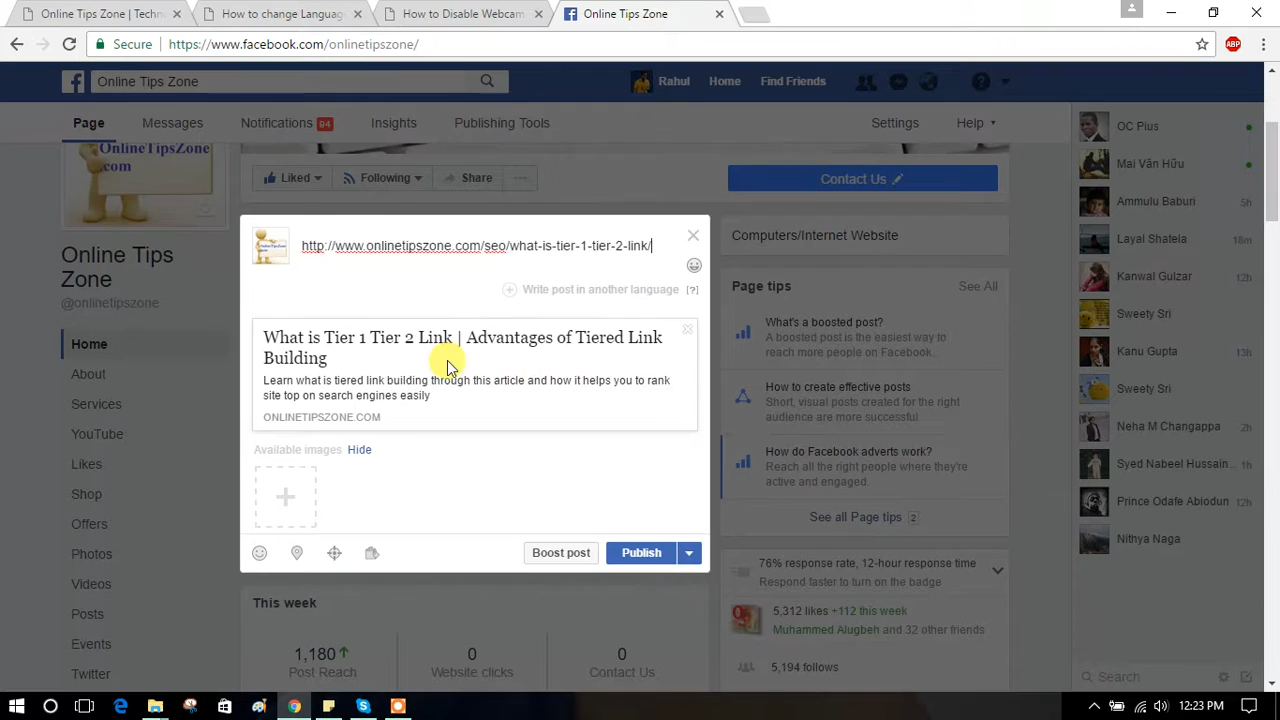 Online Tips Zone | Techn
How to change Languag
How to Disable Webcam
Online Tips Zone
Secure
https://www.facebook.com/onlinetipszone/
ABP
Online Tips Zone
Rahul
Home
Find Friends
Page
Messages
Notifications 94
Insights
Publishing Tools
Settings
Help
OnlineTipsZone
.com
Liked
Following
Share
...
Contact Us
Online Tips
Zone
@onlinetipszone
Home
About
Services
YouTube
Likes
Shop
Offers
Photos
Videos
Posts
Events
Twitter
http://www.onlinetipszone.com/seo/what-is-tier-1-tier-2-link/
Write post in another language [?]
What is Tier 1 Tier 2 Link | Advantages of Tiered Link
Building
Learn what is tiered link building through this article and how it helps you to rank
site top on search engines easily
ONLINETIPSZONE.COM
Available images Hide
Boost post
Publish
This week
1,180
Post Reach
0
Website clicks
0
Contact Us
Computers/Internet Website
Page tips
See All
What's a boosted post?
A boosted post is the easiest way to
reach more people on Facebook.
How to create effective posts
Short, visual posts created for the right
audience are more successful.
How do Facebook adverts work?
Reach all the right people where they're
active and engaged.
See all Page tips 2
76% response rate, 12-hour response time
Respond faster to turn on the badge
5,312 likes +112 this week
Muhammed Alugbeh and 32 other friends
5,194 follows
OC Pius
Mai Văn Hữu
Ammulu Baburi 5h
Layal Shatela 18m
Kanwal Gulzar 12h
Sweety Sri
Kanu Gupta 13h
Sweety Sri
Neha M Changappa
Syed Nabeel Hussain... 1h
Prince Odafe Abiodun
Nithya Naga
Search
12:23 PM